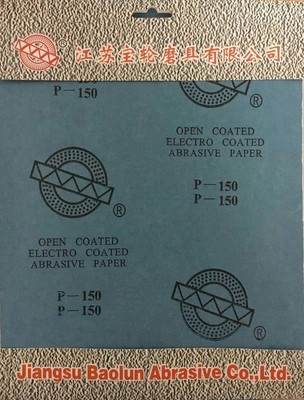 江苏宝轮磨具有限公司
P—150
®
OPEN COATED
ELECTRO COATED
ABRASIVE PAPER
P—150
P—150
®
OPEN COATED
ELECTRO COATED
ABRASIVE PAPER
P—150
P—150
®
Jiangsu Baolun Abrasive Co.,Ltd.